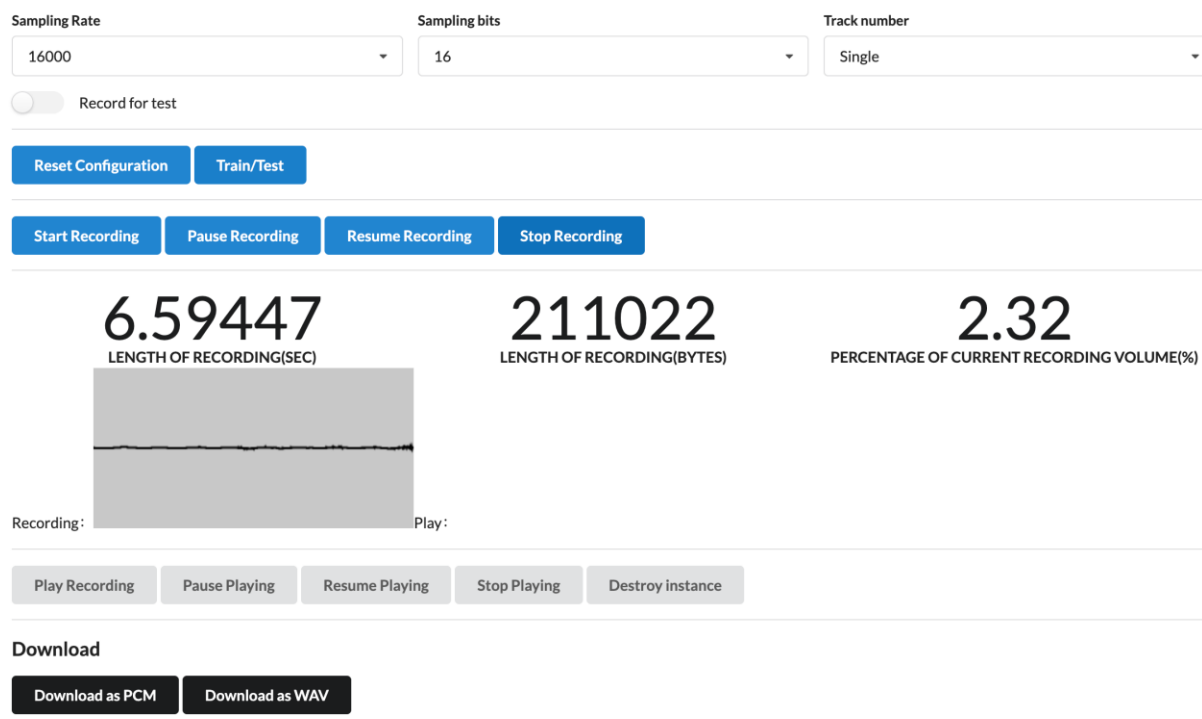 Sampling Rate
Sampling bits
Track number
16000
16
Single
Record for test
Reset Configuration
Train/Test
Start Recording
Pause Recording
Resume Recording
Stop Recording
6.59447
211022
2.32
LENGTH OF RECORDING(SEC)
LENGTH OF RECORDING(BYTES)
PERCENTAGE OF CURRENT RECORDING VOLUME(%)
Recording:
Play:
Play Recording
Pause Playing
Resume Playing
Stop Playing
Destroy instance
Download
Download as PCM
Download as WAV